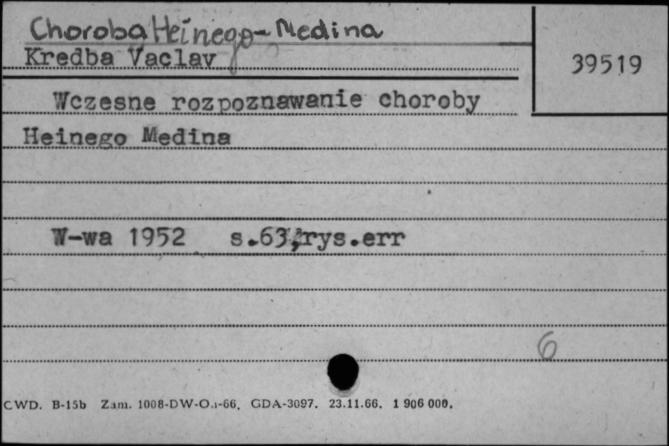 Choroba Heinego-Medina
Kredba Vaclav
39519
Wczesne rozpoznawanie choroby
Heinego Medina
W-wa 1952 s.63,rys.err
6
CWD. B-15b Zam. 1008-DW-O.i-66. GDA-3097. 23.11.66. 1 906 000.